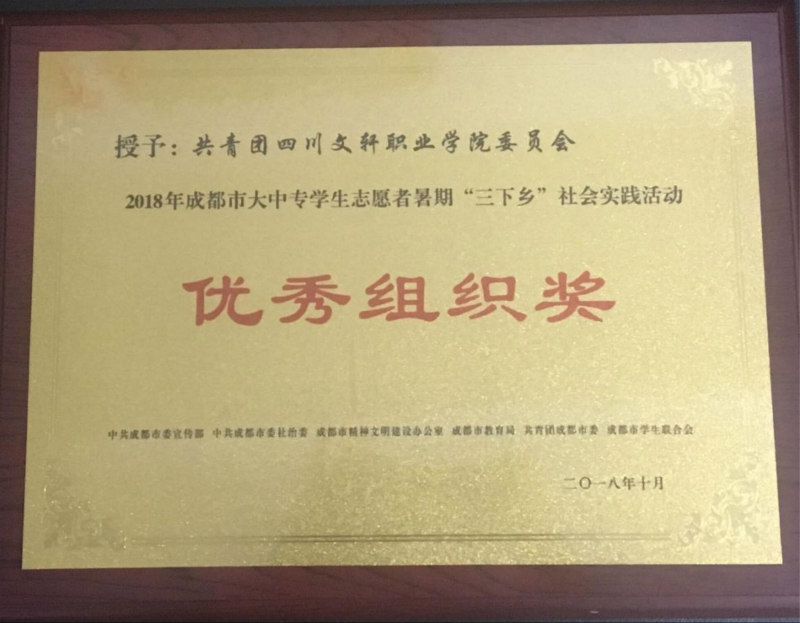 授予：共青团四川文轩职业学院委员会
2018年成都市大中专学生志愿者暑期“三下乡”社会实践活动
优秀组织奖
中共成都市委宣传部 中共成都市委社治委 成都市精神文明建设办公室 成都市教育局 共青团成都市委 成都市学生联合会
二〇一八年十月